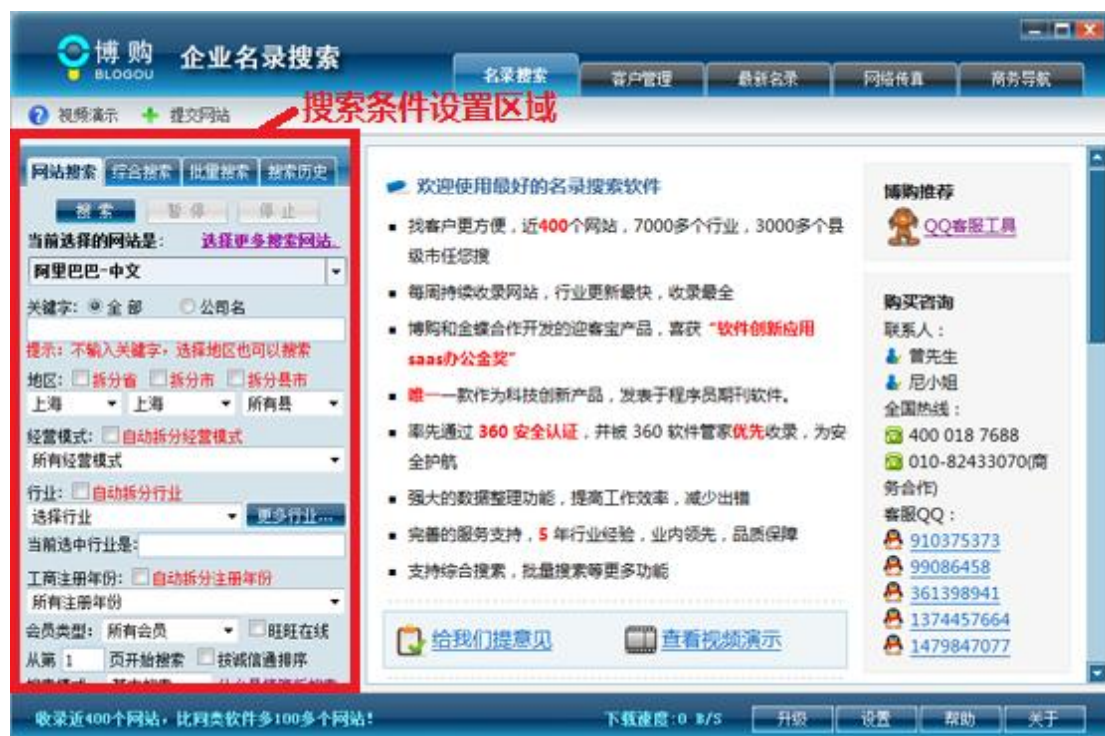 博购 企业名录搜索
BLOGOU
名录搜索 客户管理 最新名录 网络传真 商务导航
视频演示 提交网站
搜索条件设置区域
网站搜索 综合搜索 批量搜索 搜索历史
搜索 暂停 停止
当前选择的网站是: 选择更多搜索网站.
阿里巴巴-中文
关键字: 全部 公司名
提示: 不输入关键字,选择地区也可以搜索
地区: 拆分省 拆分市 拆分县市
上海 上海 所有县
经营模式: 自动拆分经营模式
所有经营模式
行业: 自动拆分行业
选择行业 更多行业...
当前选中行业是:
工商注册年份: 自动拆分注册年份
所有注册年份
会员类型: 所有会员 旺旺在线
从第 1 页开始搜索 按诚信通排序
欢迎使用最好的名录搜索软件
找客户更方便,近400个网站,7000多个行业,3000多个县
级市任您搜
每周持续收录网站,行业更新最快,收录最全
博购和金蝶合作开发的迎客宝产品,喜获 “软件创新应用
saas办公金奖”
唯一一款作为科技创新产品,发表于程序员期刊软件。
率先通过 360 安全认证,并被 360 软件管家优先收录,为安
全护航
强大的数据整理功能,提高工作效率,减少出错
完善的服务支持,5 年行业经验,业内领先,品质保障
支持综合搜索,批量搜索等更多功能
给我们提意见 查看视频演示
博购推荐
QQ客服工具
购买咨询
联系人:
曾先生
尼小姐
全国热线:
400 018 7688
010-82433070(商
务合作)
客服QQ:
910375373
99086458
361398941
1374457664
1479847077
收录近400个网站,比同类软件多100多个网站!
下载速度:0 B/S 升级 设置 帮助 关于